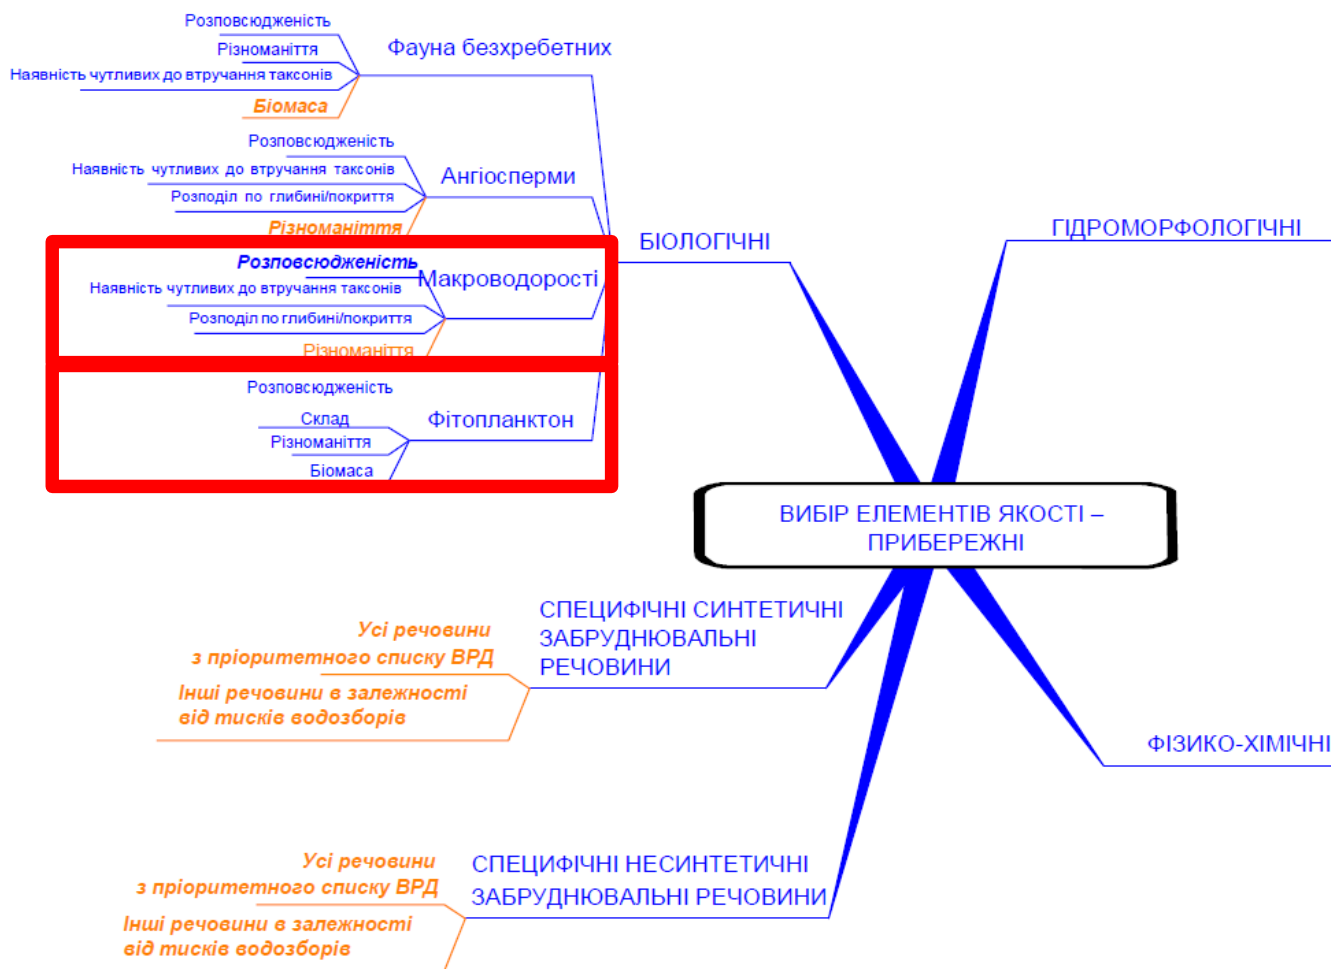 Розповсюдженість
Різноманіття
Наявність чутливих до втручання таксонів
Біомаса
Фауна безхребетних
Розповсюдженість
Наявність чутливих до втручання таксонів
Розподіл по глибині/покриття
Різноманіття
Ангіосперми
Розповсюдженість
Наявність чутливих до втручання таксонів
Розподіл по глибині/покриття
Різноманіття
Макроводорості
Розповсюдженість
Склад
Різноманіття
Біомаса
Фітопланктон
БІОЛОГІЧНІ
ГІДРОМОРФОЛОГІЧНІ
ВИБІР ЕЛЕМЕНТІВ ЯКОСТІ –
ПРИБЕРЕЖНІ
СПЕЦИФІЧНІ СИНТЕТИЧНІ
ЗАБРУДНЮВАЛЬНІ
РЕЧОВИНИ
Усі речовини
з пріоритетного списку ВРД
Інші речовини в залежності
від тисків водозборів
ФІЗИКО-ХІМІЧНІ
СПЕЦИФІЧНІ НЕСИНТЕТИЧНІ
ЗАБРУДНЮВАЛЬНІ РЕЧОВИНИ
Усі речовини
з пріоритетного списку ВРД
Інші речовини в залежності
від тисків водозборів